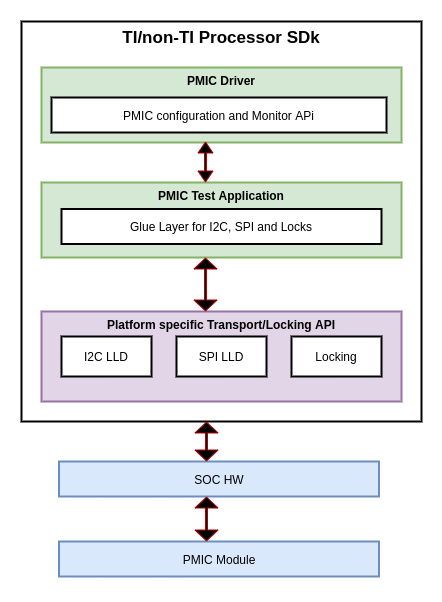 TI/non-TI Processor SDk
PMIC Driver
PMIC configuration and Monitor APi
PMIC Test Application
Glue Layer for I2C, SPI and Locks
Platform specific Transport/Locking API
I2C LLD
SPI LLD
Locking
SOC HW
PMIC Module